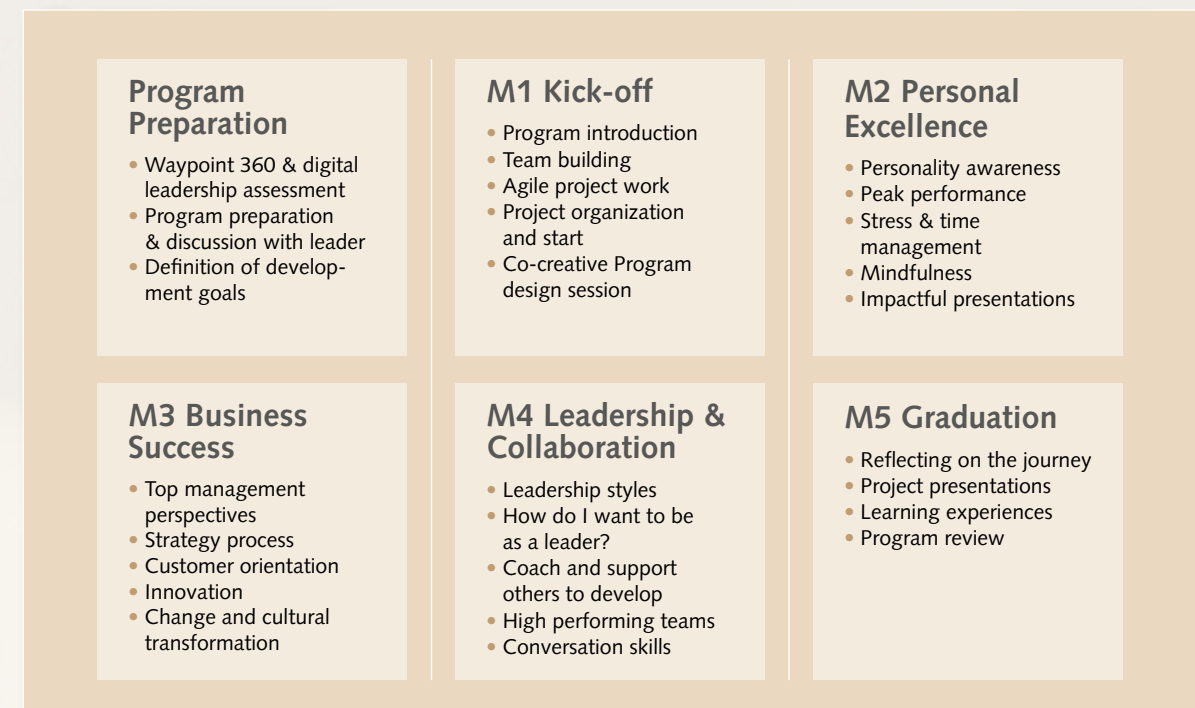 Program
Preparation
• Waypoint 360 & digital
leadership assessment
• Program preparation
& discussion with leader
• Definition of develop-
ment goals
M1 Kick-off
• Program introduction
• Team building
• Agile project work
• Project organization
and start
• Co-creative Program
design session
M2 Personal
Excellence
• Personality awareness
• Peak performance
• Stress & time
management
• Mindfulness
• Impactful presentations
M3 Business
Success
• Top management
perspectives
• Strategy process
• Customer orientation
• Innovation
• Change and cultural
transformation
M4 Leadership &
Collaboration
• Leadership styles
• How do I want to be
as a leader?
• Coach and support
others to develop
• High performing teams
• Conversation skills
M5 Graduation
• Reflecting on the journey
• Project presentations
• Learning experiences
• Program review